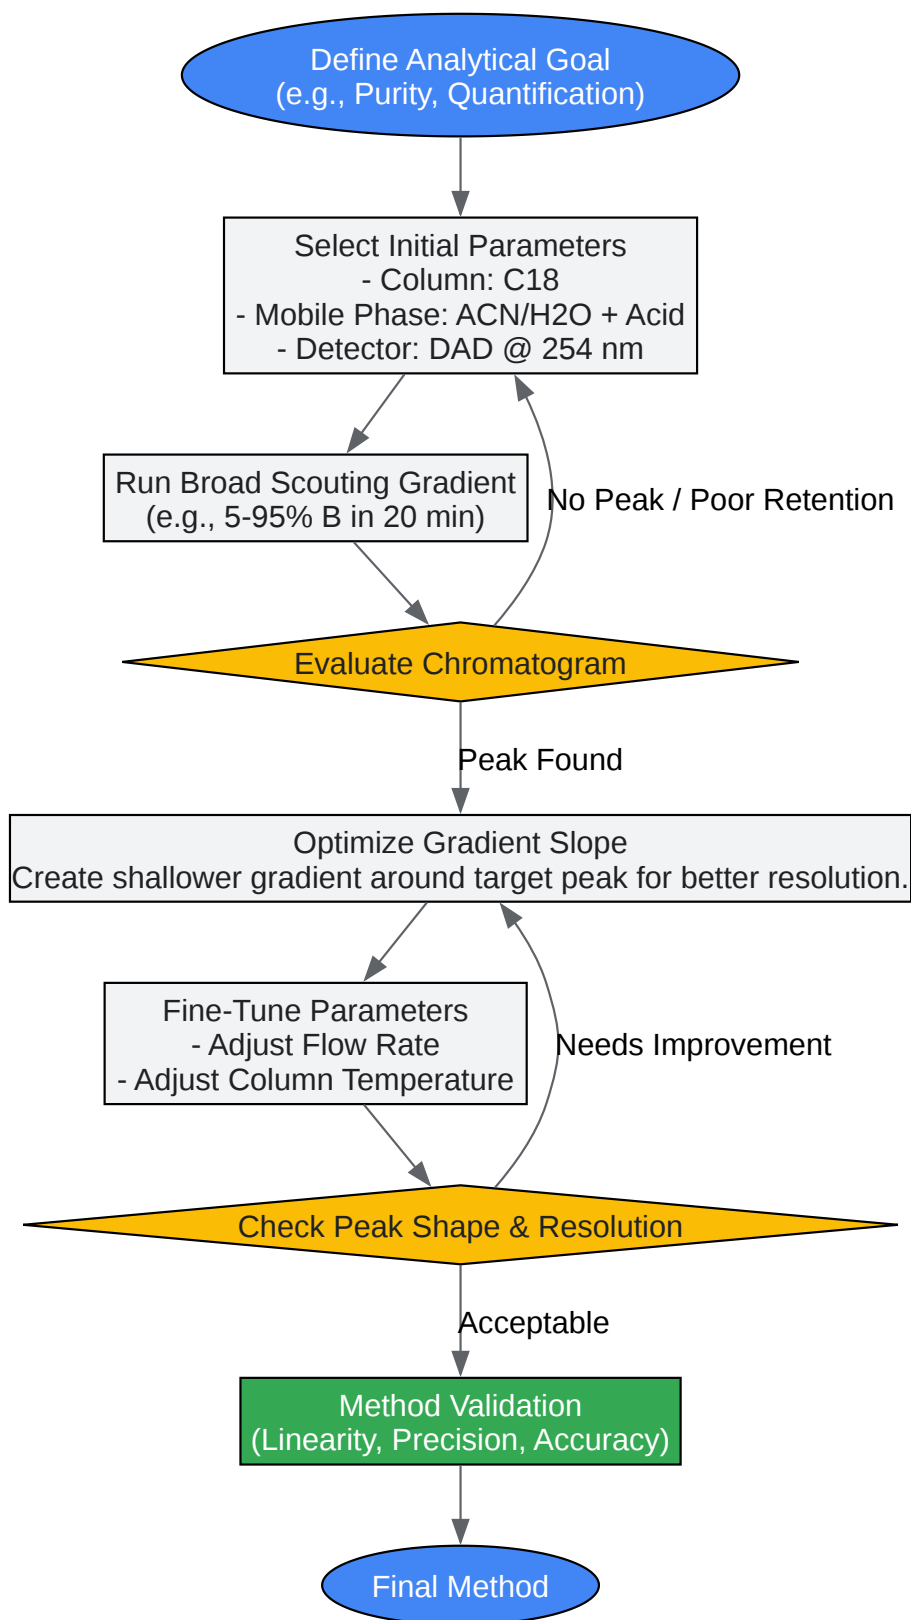 Define Analytical Goal
(e.g., Purity, Quantification)
Select Initial Parameters
- Column: C18
- Mobile Phase: ACN/H2O + Acid
- Detector: DAD @ 254 nm
Run Broad Scouting Gradient
(e.g., 5-95% B in 20 min)
No Peak / Poor Retention
Evaluate Chromatogram
Peak Found
Optimize Gradient Slope
Create shallower gradient around target peak for better resolution.
Fine-Tune Parameters
- Adjust Flow Rate
- Adjust Column Temperature
Needs Improvement
Check Peak Shape & Resolution
Acceptable
Method Validation
(Linearity, Precision, Accuracy)
Final Method